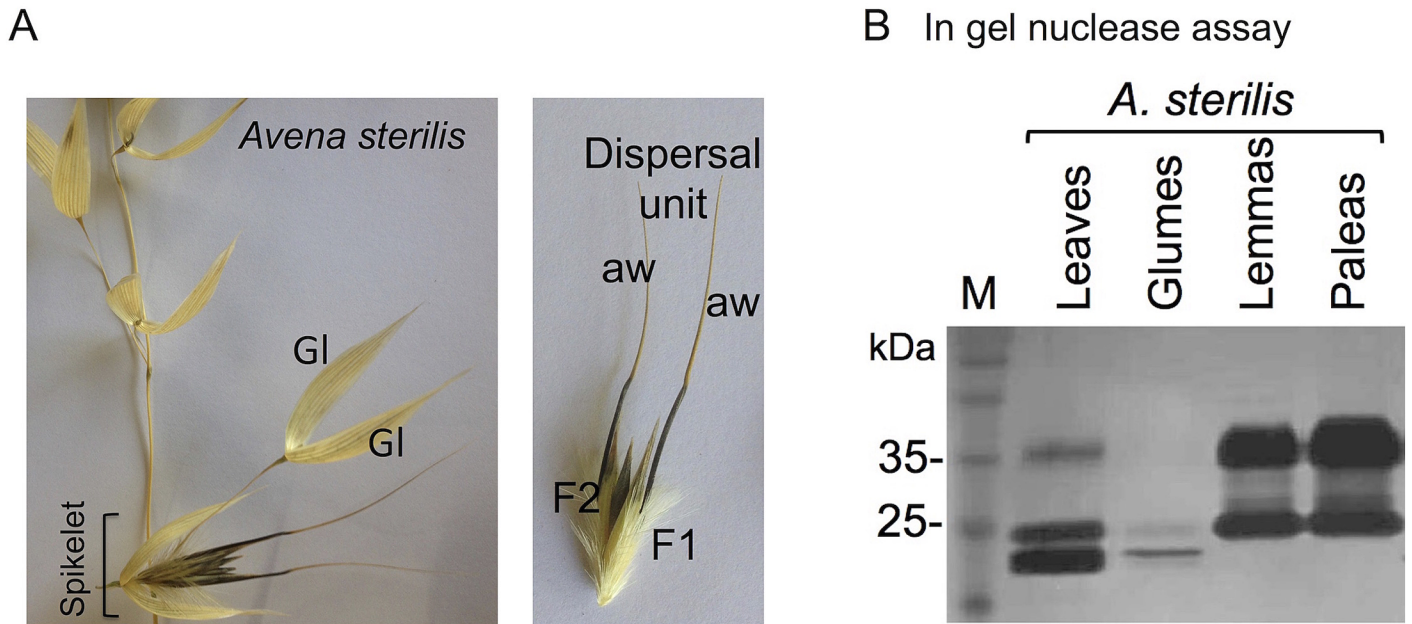 A
Avena sterilis
Gl
Gl
Spikelet
Dispersal
unit
aw
aw
F2
F1
B In gel nuclease assay
A. sterilis
M
Leaves
Glumes
Lemmas
Paleas
kDa
35-
25-